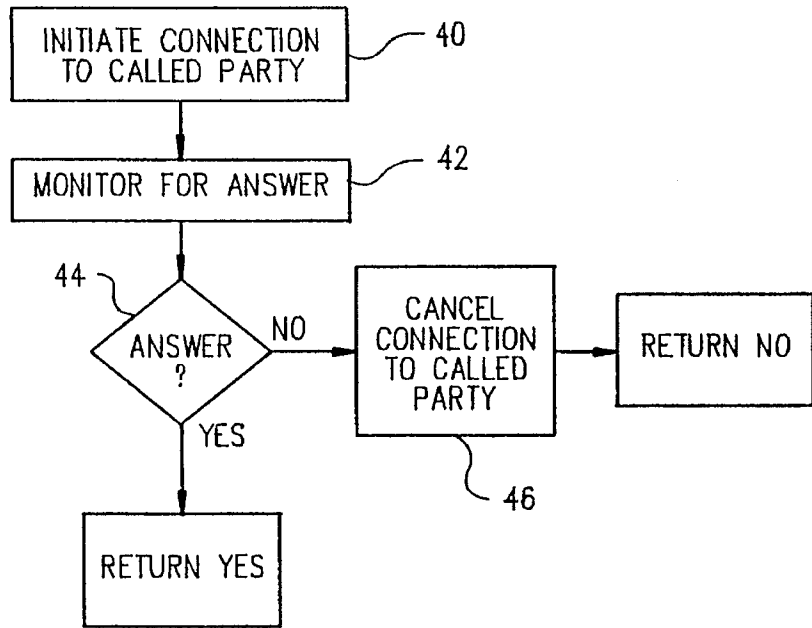 INITIATE CONNECTION
TO CALLED PARTY
40
MONITOR FOR ANSWER
42
44
ANSWER
?
NO
YES
CANCEL
CONNECTION
TO CALLED
PARTY
46
RETURN NO
RETURN YES